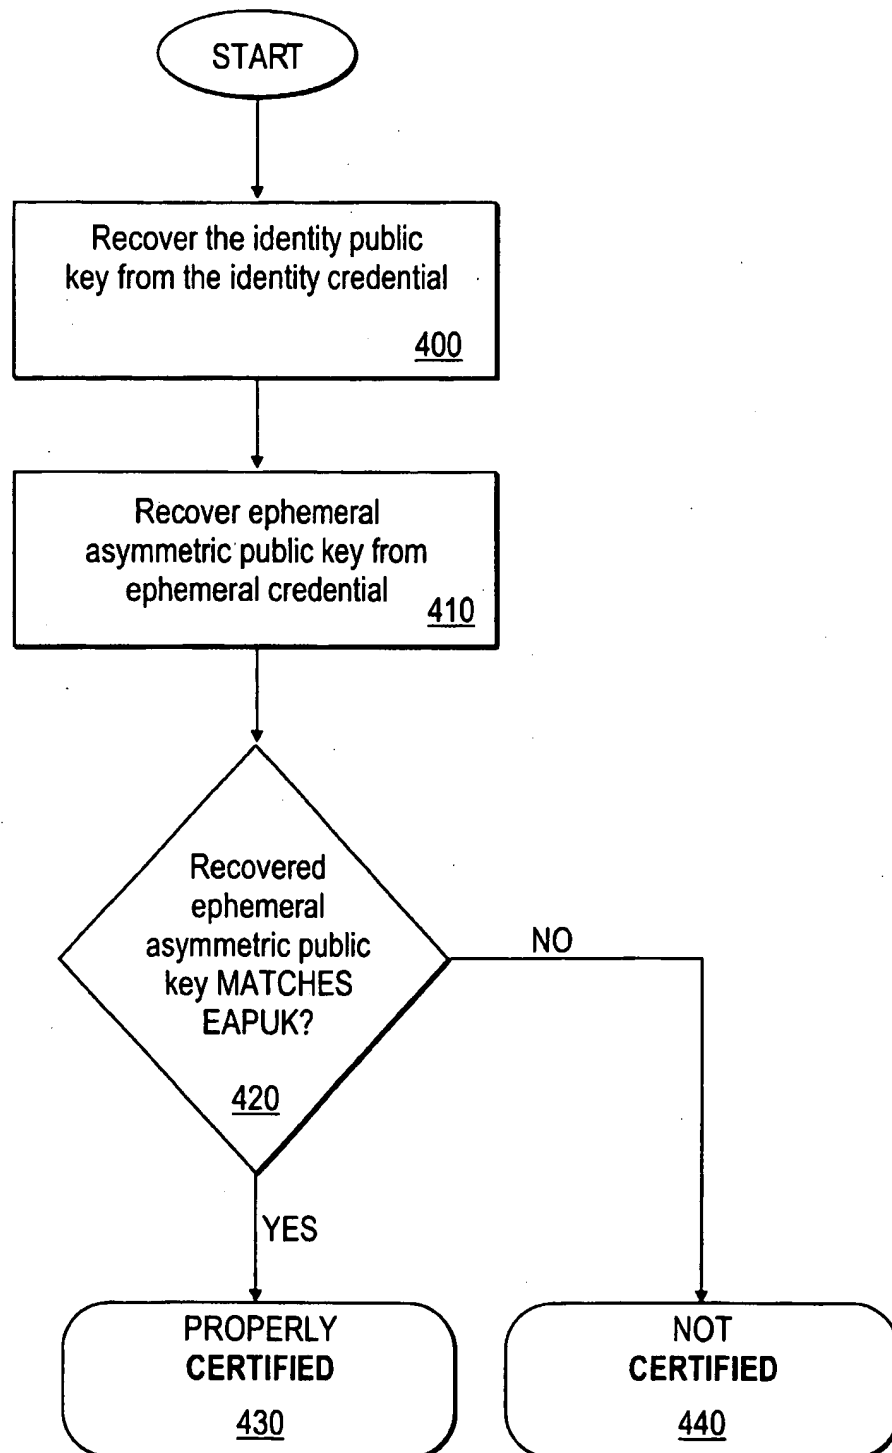 START
Recover the identity public
key from the identity credential
400
Recover ephemeral
asymmetric public key from
ephemeral credential
410
Recovered
ephemeral
asymmetric public
key MATCHES
EAPUK?
420
NO
YES
PROPERLY
CERTIFIED
430
NOT
CERTIFIED
440